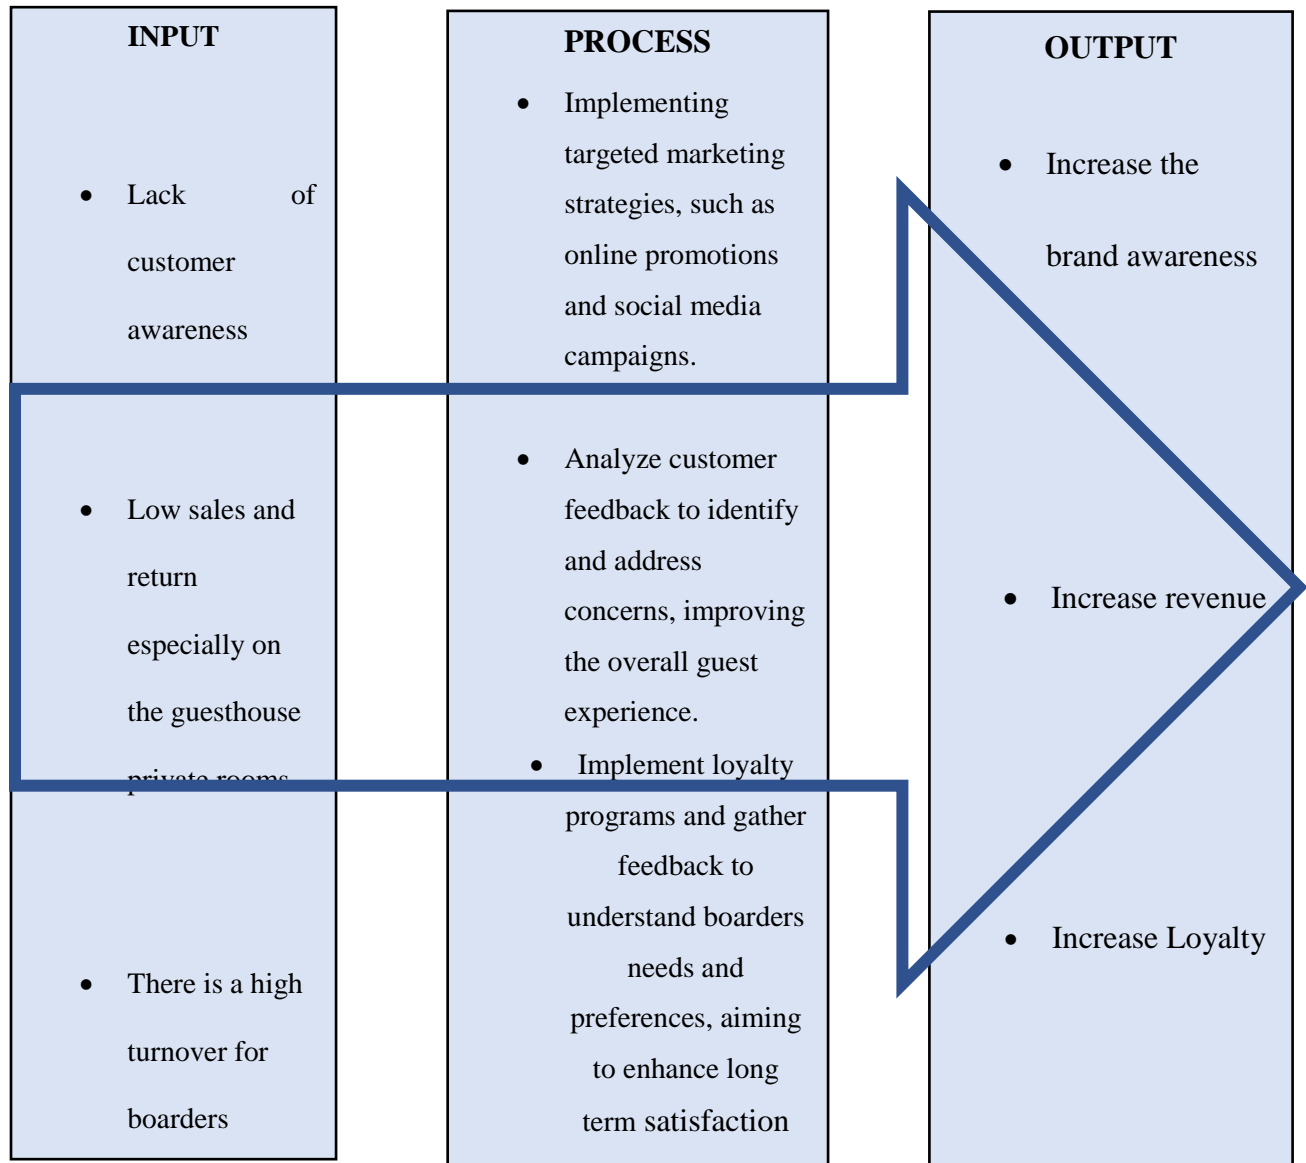 INPUT
• Lack of
customer
awareness
• Low sales and
return
especially on
the guesthouse
private rooms
• There is a high
turnover for
boarders
PROCESS
• Implementing
targeted marketing
strategies, such as
online promotions
and social media
campaigns.
• Analyze customer
feedback to identify
and address
concerns, improving
the overall guest
experience.
• Implement loyalty
programs and gather
feedback to
understand boarders
needs and
preferences, aiming
to enhance long
term satisfaction
OUTPUT
• Increase the
brand awareness
• Increase revenue
• Increase Loyalty